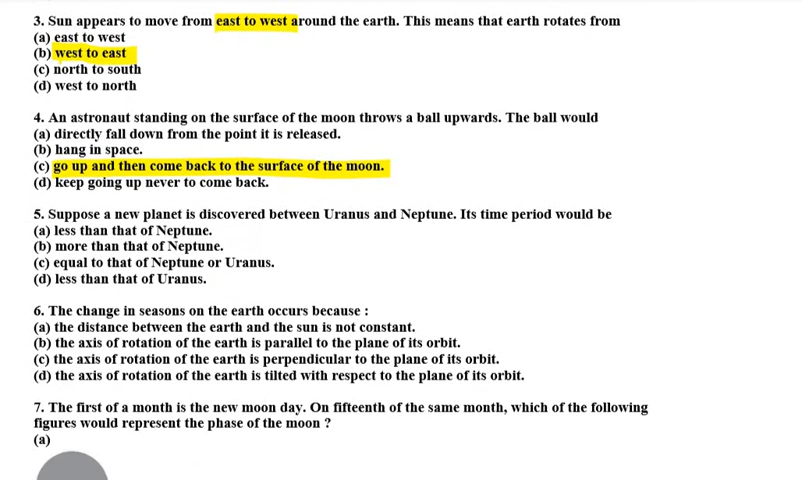 3. Sun appears to move from east to west around the earth. This means that earth rotates from
(a) east to west
(b) west to east
(c) north to south
(d) west to north
4. An astronaut standing on the surface of the moon throws a ball upwards. The ball would
(a) directly fall down from the point it is released.
(b) hang in space.
(c) go up and then come back to the surface of the moon.
(d) keep going up never to come back.
5. Suppose a new planet is discovered between Uranus and Neptune. Its time period would be
(a) less than that of Neptune.
(b) more than that of Neptune.
(c) equal to that of Neptune or Uranus.
(d) less than that of Uranus.
6. The change in seasons on the earth occurs because :
(a) the distance between the earth and the sun is not constant.
(b) the axis of rotation of the earth is parallel to the plane of its orbit.
(c) the axis of rotation of the earth is perpendicular to the plane of its orbit.
(d) the axis of rotation of the earth is tilted with respect to the plane of its orbit.
7. The first of a month is the new moon day. On fifteenth of the same month, which of the following
figures would represent the phase of the moon ?
(a)